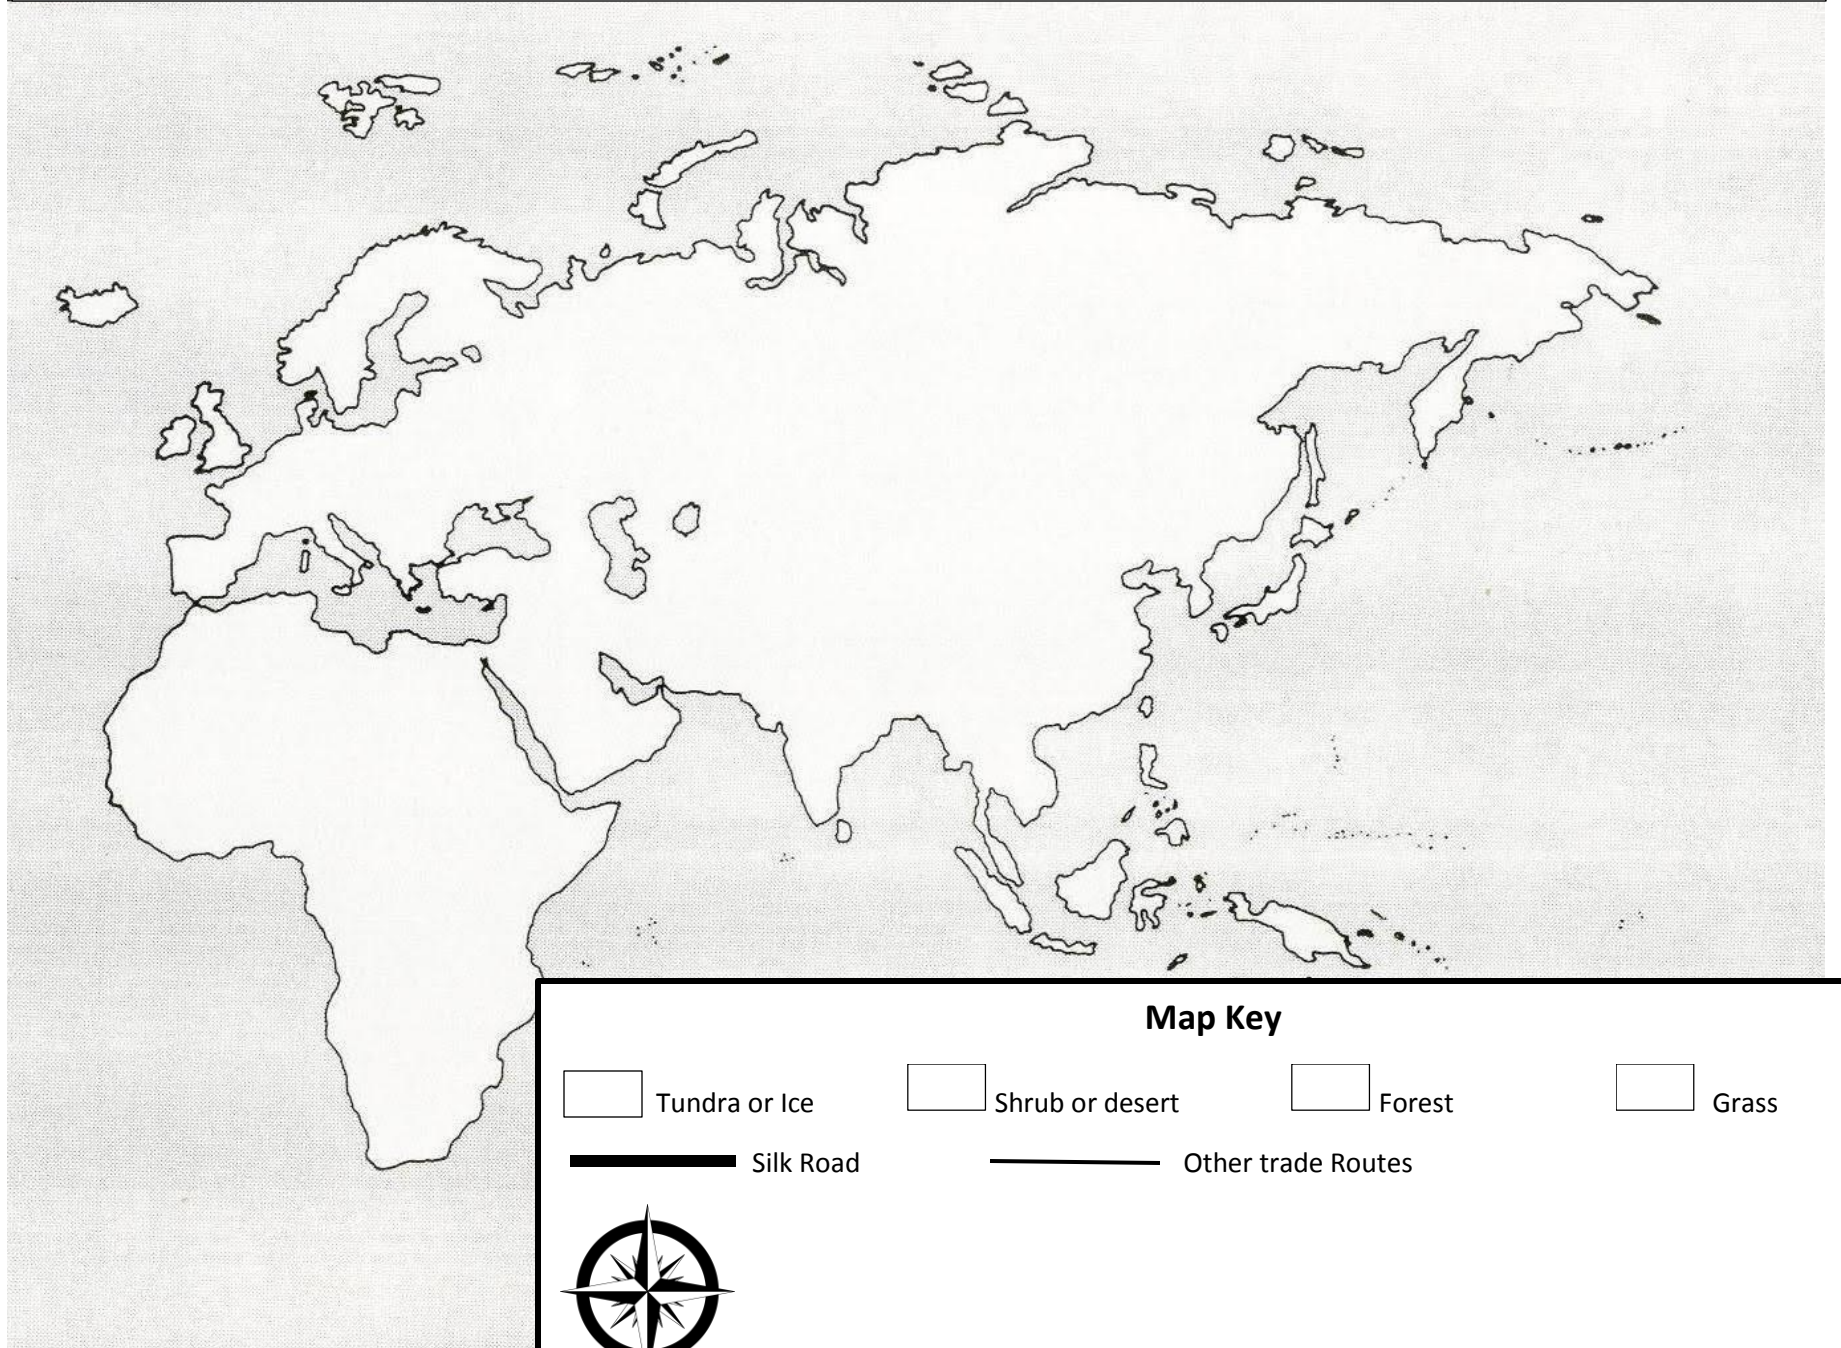 Map Key
Tundra or Ice Shrub or desert Forest Grass
Silk Road Other trade Routes